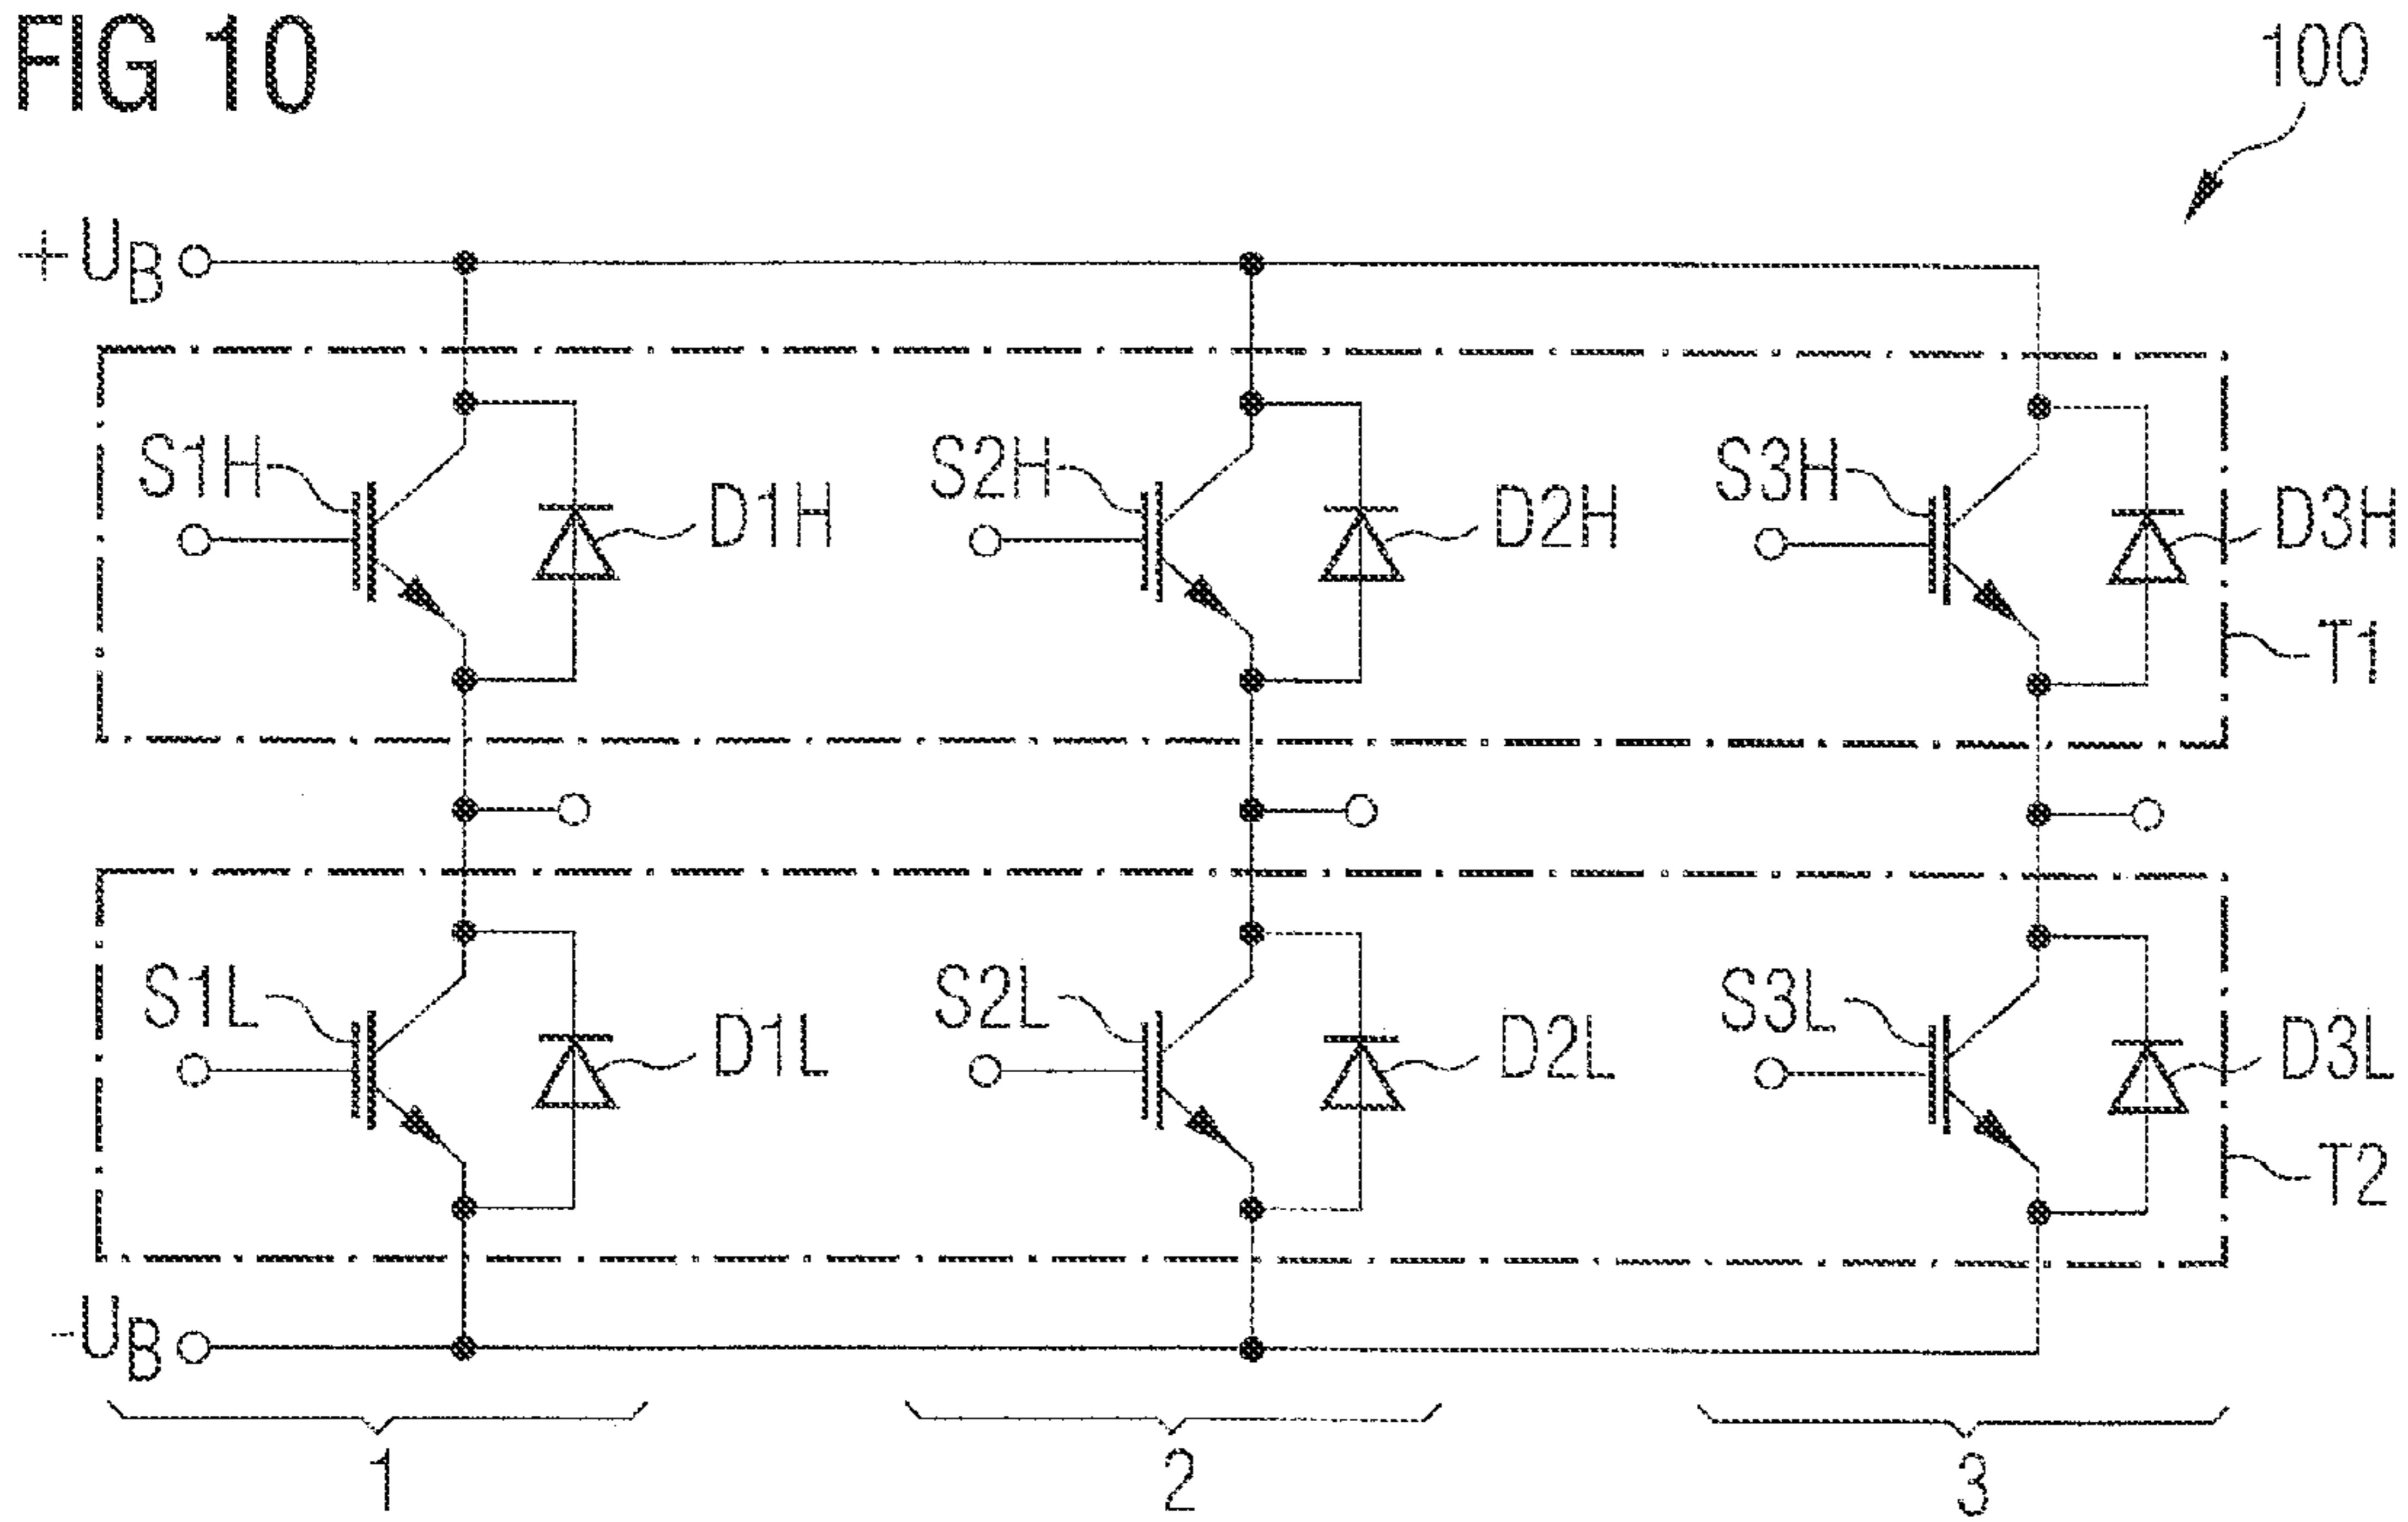 FIG 10
100
+UB
S1H
D1H
S2H
D2H
S3H
D3H
T1
S1L
D1L
S2L
D2L
S3L
D3L
T2
-UB
1
2
3